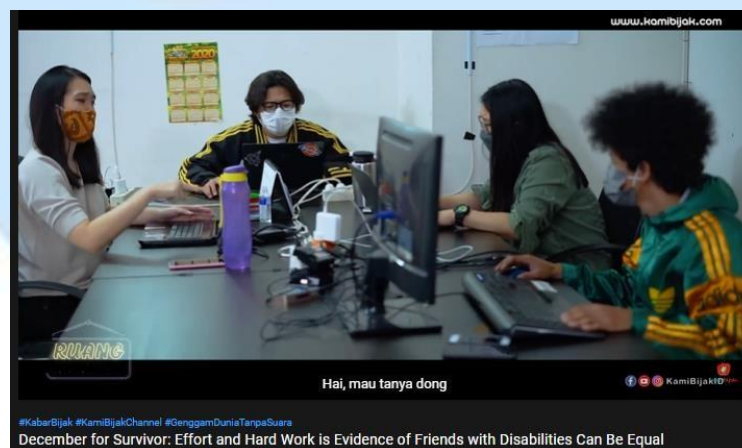 www.kamibijak.com
2020
RUANG
Hai, mau tanya dong
KamiBijakID
#KabarBijak #KamiBijakChannel #GenggamDuniaTanpaSuara
December for Survivor: Effort and Hard Work is Evidence of Friends with Disabilities Can Be Equal